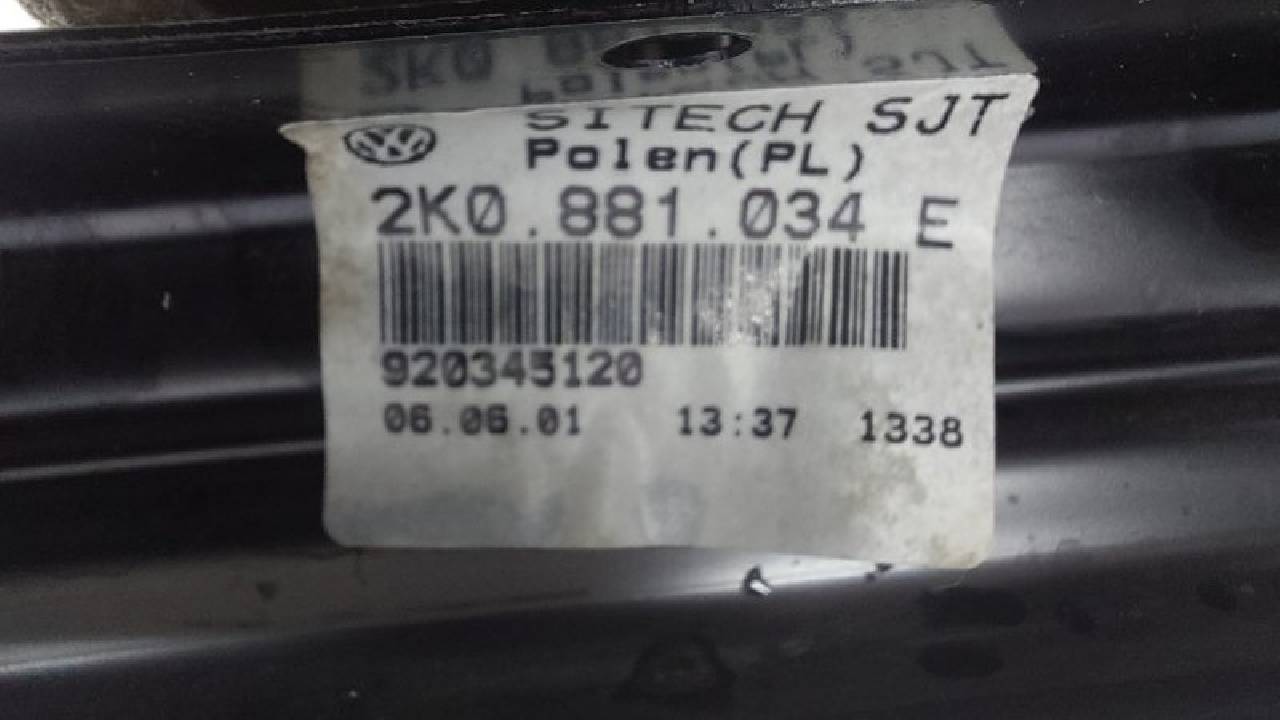 SITECH SJT
Polen(PL)
2K0.881.034 E
920345120
06.06.01 13:37 1338